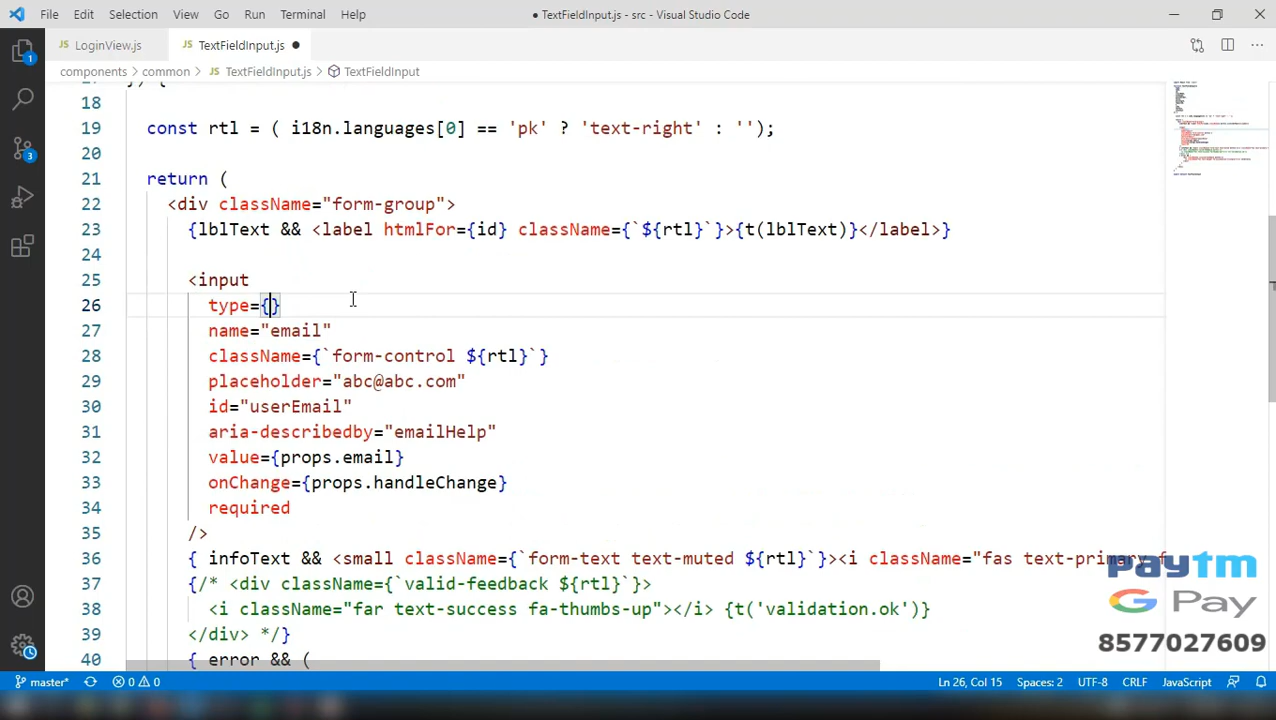 File Edit Selection View Go Run Terminal Help
● TextFieldInput.js - src - Visual Studio Code
JS LoginView.js
JS TextFieldInput.js ●
components > common > JS TextFieldInput.js > TextFieldInput
1
3
18
19 const rtl = ( i18n.languages[0] == 'pk' ? 'text-right' : '');
20
21 return (
22 <div className="form-group">
23 {lblText && <label htmlFor={id} className={`${rtl}`}>{t(lblText)}</label>}
24
25 <input
26 type={}
27 name="email"
28 className={`form-control ${rtl}`}
29 placeholder="abc@abc.com"
30 id="userEmail"
31 aria-describedby="emailHelp"
32 value={props.email}
33 onChange={props.handleChange}
34 required
35 />
36 { infoText && <small className={`form-text text-muted ${rtl}`}><i className="fas text-primary f
37 {/* <div className={`valid-feedback ${rtl}`}>
38 <i className="far text-success fa-thumbs-up"></i> {t('validation.ok')}
39 </div> */}
40 { error && (
paytm
G Pay
8577027609
master* 0 0
Ln 26, Col 15 Spaces: 2 UTF-8 CRLF JavaScript